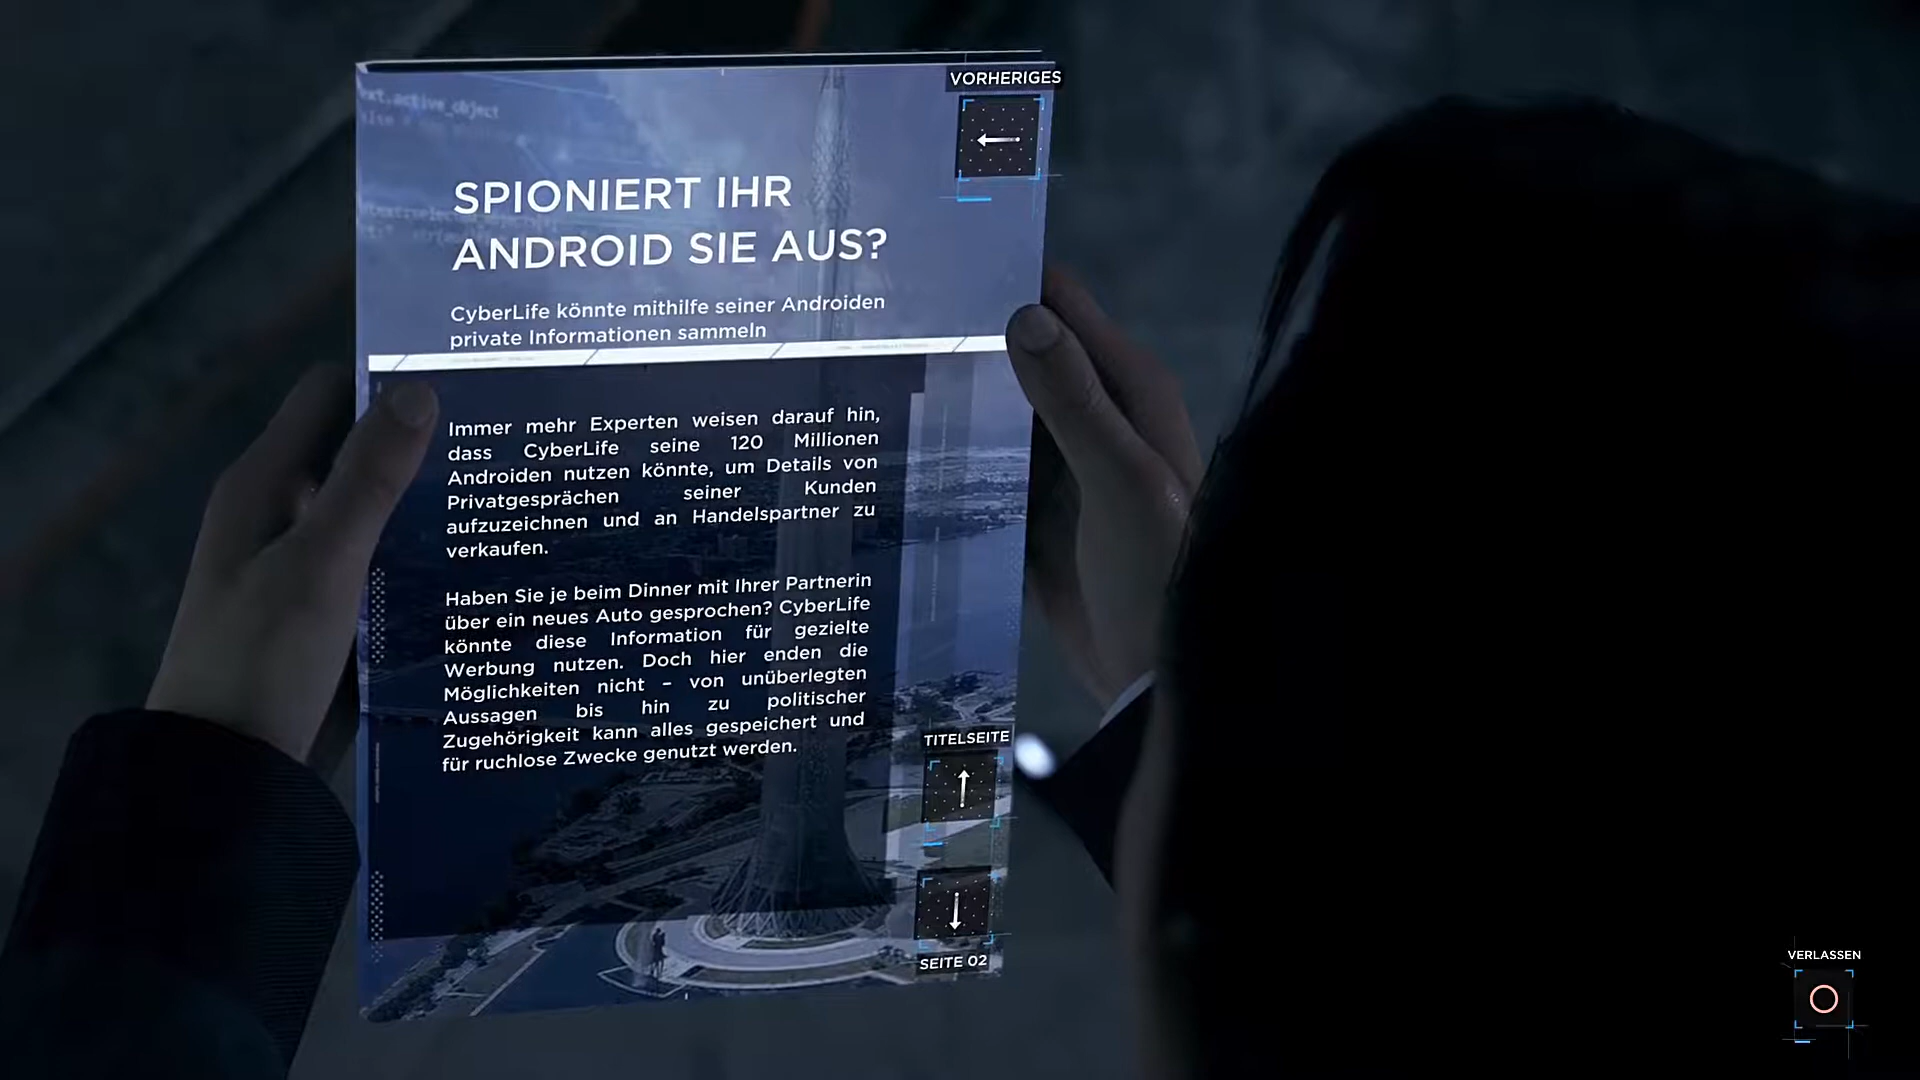 VORHERIGES
ext.active_object
SPIONIERT IHR
ANDROID SIE AUS?
CyberLife könnte mithilfe seiner Androiden
private Informationen sammeln
Immer mehr Experten weisen darauf hin,
dass CyberLife seine 120 Millionen
Androiden nutzen könnte, um Details von
Privatgesprächen seiner Kunden
aufzuzeichnen und an Handelspartner zu
verkaufen.
Haben Sie je beim Dinner mit Ihrer Partnerin
über ein neues Auto gesprochen? CyberLife
könnte diese Information für gezielte
Werbung nutzen. Doch hier enden die
Möglichkeiten nicht – von unüberlegten
Aussagen bis hin zu politischer
Zugehörigkeit kann alles gespeichert und
für ruchlose Zwecke genutzt werden.
TITELSEITE
SEITE 02
VERLASSEN